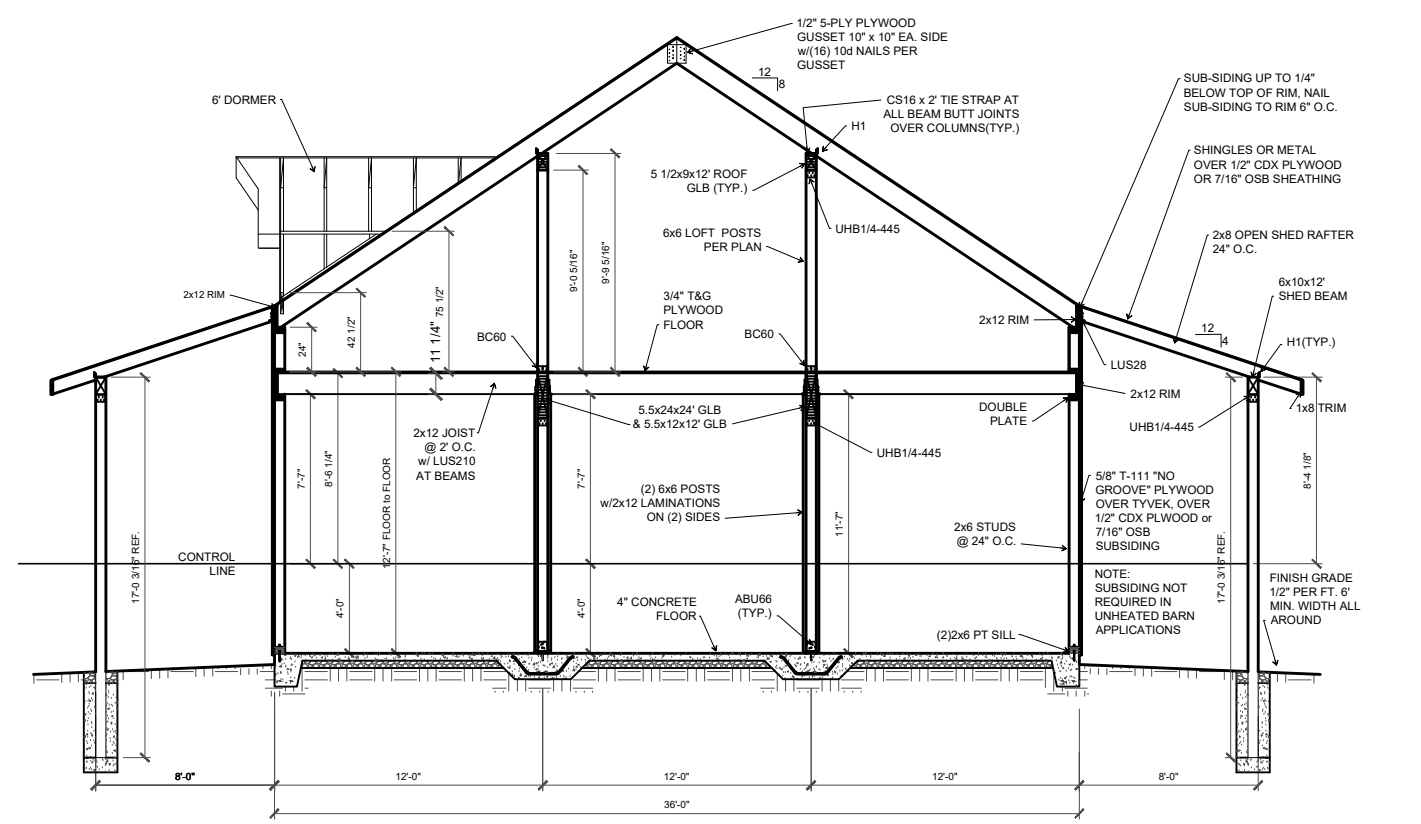 1/2" 5-PLY PLYWOOD
GUSSET 10" x 10" EA. SIDE
w/(16) 10d NAILS PER
GUSSET
12
8
6' DORMER
CS16 x 2' TIE STRAP AT
ALL BEAM BUTT JOINTS
OVER COLUMNS(TYP.)
H1
SUB-SIDING UP TO 1/4"
BELOW TOP OF RIM, NAIL
SUB-SIDING TO RIM 6" O.C.
SHINGLES OR METAL
OVER 1/2" CDX PLYWOOD
OR 7/16" OSB SHEATHING
5 1/2x9x12' ROOF
GLB (TYP.)
UHB1/4-445
6x6 LOFT POSTS
PER PLAN
2x8 OPEN SHED RAFTER
24" O.C.
6x10x12'
SHED BEAM
9'-0 5/16"
9'-9 5/16"
2x12 RIM
3/4" T&G
PLYWOOD
FLOOR
2x12 RIM
12
4
H1(TYP.)
24"
42 1/2"
11 1/4"
75 1/2"
BC60
BC60
LUS28
2x12 RIM
1x8 TRIM
5.5x24x24' GLB
& 5.5x12x12' GLB
DOUBLE
PLATE
UHB1/4-445
2x12 JOIST
@ 2' O.C.
w/ LUS210
AT BEAMS
UHB1/4-445
7'-7"
8'-6 1/4"
12'-7" FLOOR to FLOOR
7'-7"
11'-7"
8'-4 1/8"
(2) 6x6 POSTS
w/2x12 LAMINATIONS
ON (2) SIDES
5/8" T-111 "NO
GROOVE" PLYWOOD
OVER TYVEK, OVER
1/2" CDX PLWOOD or
7/16" OSB
SUBSIDING
2x6 STUDS
@ 24" O.C.
17'-0 3/16" REF.
CONTROL
LINE
17'-0 3/16" REF.
NOTE:
SUBSIDING NOT
REQUIRED IN
UNHEATED BARN
APPLICATIONS
FINISH GRADE
1/2" PER FT. 6'
MIN. WIDTH ALL
AROUND
4'-0"
4'-0"
4" CONCRETE
FLOOR
ABU66
(TYP.)
(2)2x6 PT SILL
8'-0"
12'-0"
12'-0"
12'-0"
8'-0"
36'-0"